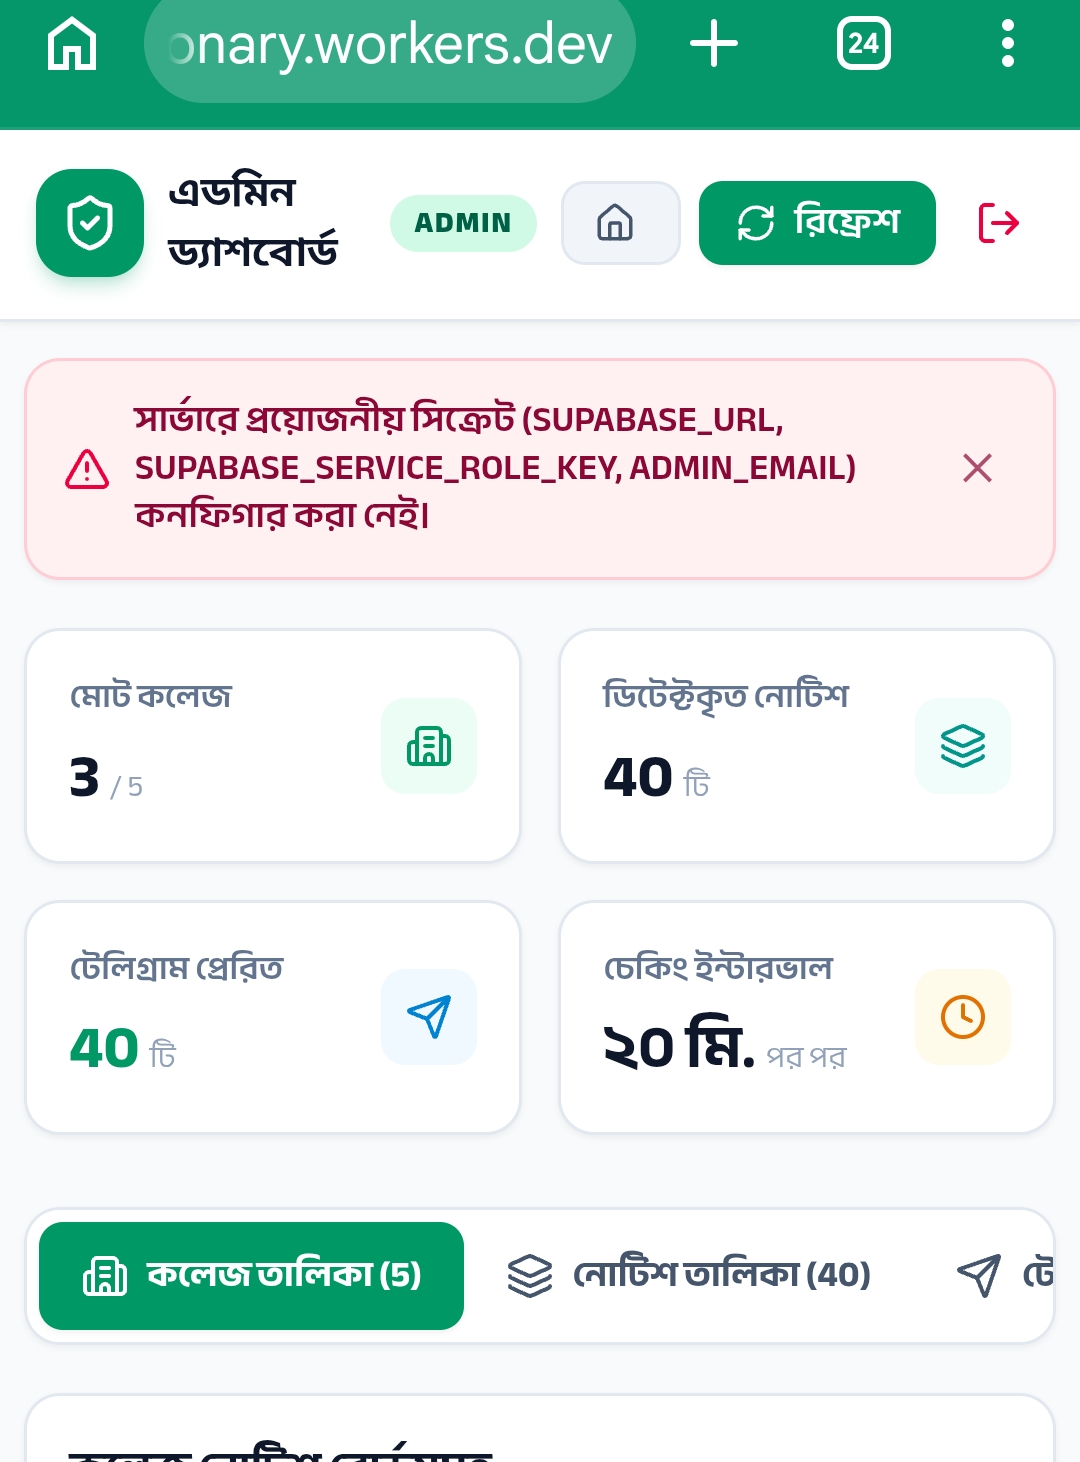 onary.workers.dev
24
এডমিন
ড্যাশবোর্ড
ADMIN
রিফ্রেশ
সার্ভারে প্রয়োজনীয় সিক্রেট (SUPABASE_URL,
SUPABASE_SERVICE_ROLE_KEY, ADMIN_EMAIL)
কনফিগার করা নেই।
মোট কলেজ
3 / 5
ডিটেক্টকৃত নোটিশ
40 টি
টেলিগ্রাম প্রেরিত
40 টি
চেকিং ইন্টারভাল
২০ মি. পর পর
কলেজ তালিকা (5)
নোটিশ তালিকা (40)
টে